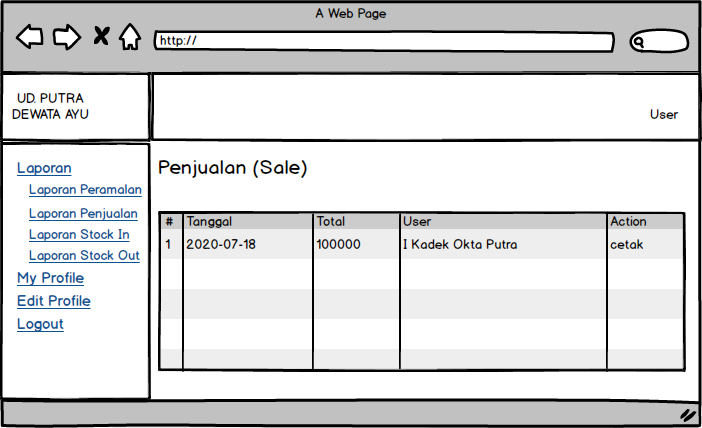 A Web Page
http://
UD. PUTRA
DEWATA AYU
User
Laporan
Laporan Peramalan
Laporan Penjualan
Laporan Stock In
Laporan Stock Out
My Profile
Edit Profile
Logout
Penjualan (Sale)
# Tanggal Total User Action
1 2020-07-18 100000 I Kadek Okta Putra cetak